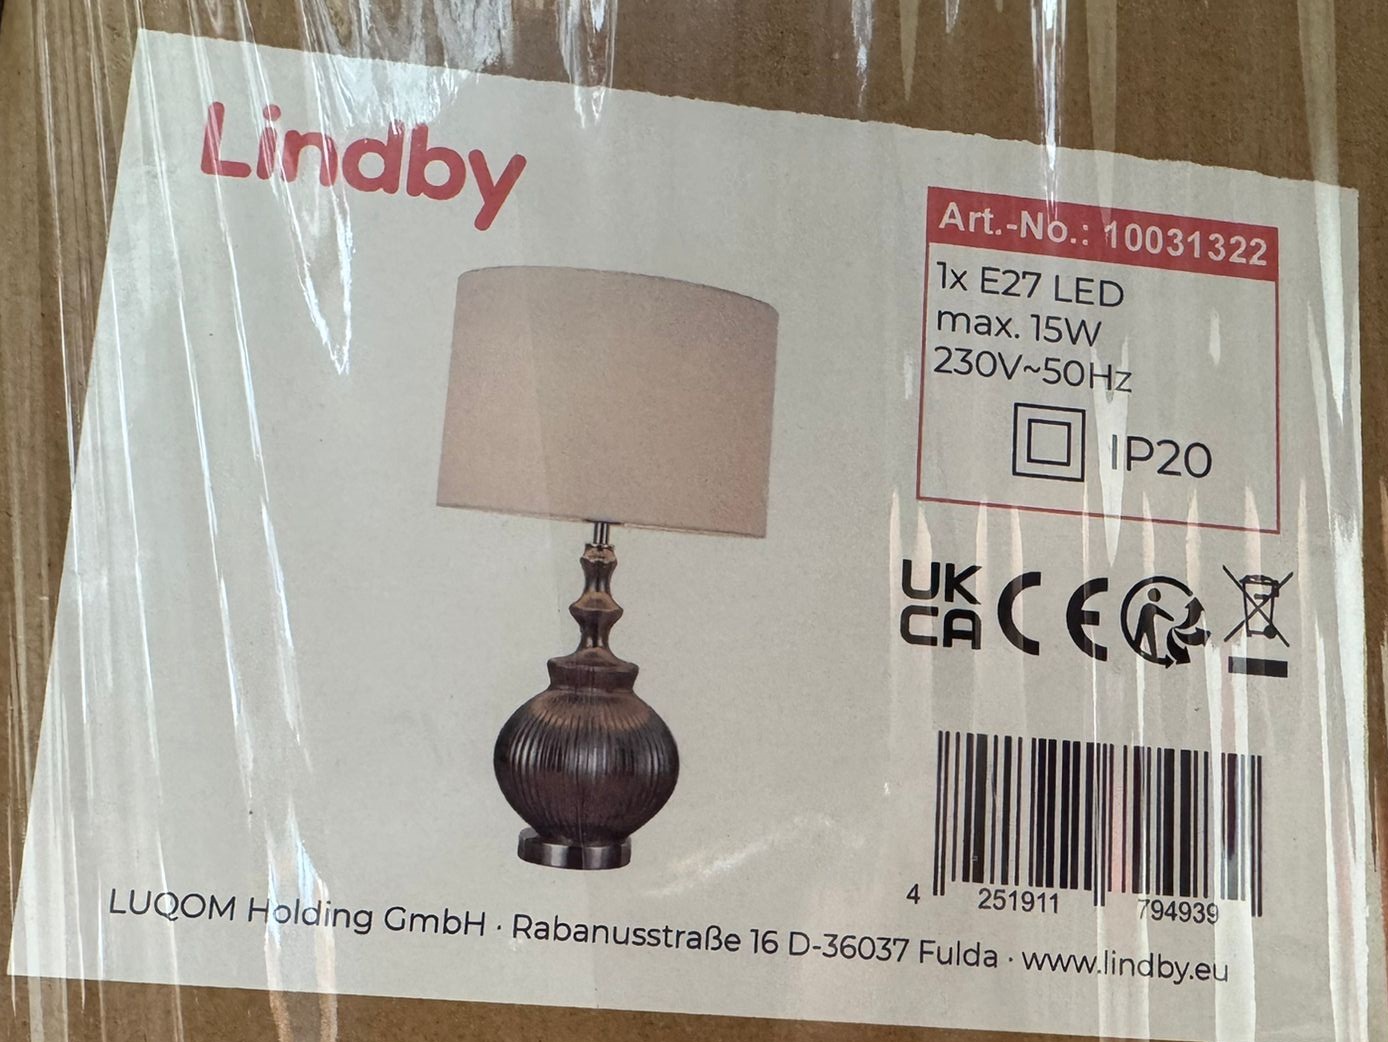 Lindby
Art.-No.: 10031322
1x E27 LED
max. 15W
230V~50Hz
IP20
UK
CA
CE
4 251911 794939
LUQOM Holding GmbH · Rabanusstraße 16 D-36037 Fulda · www.lindby.eu